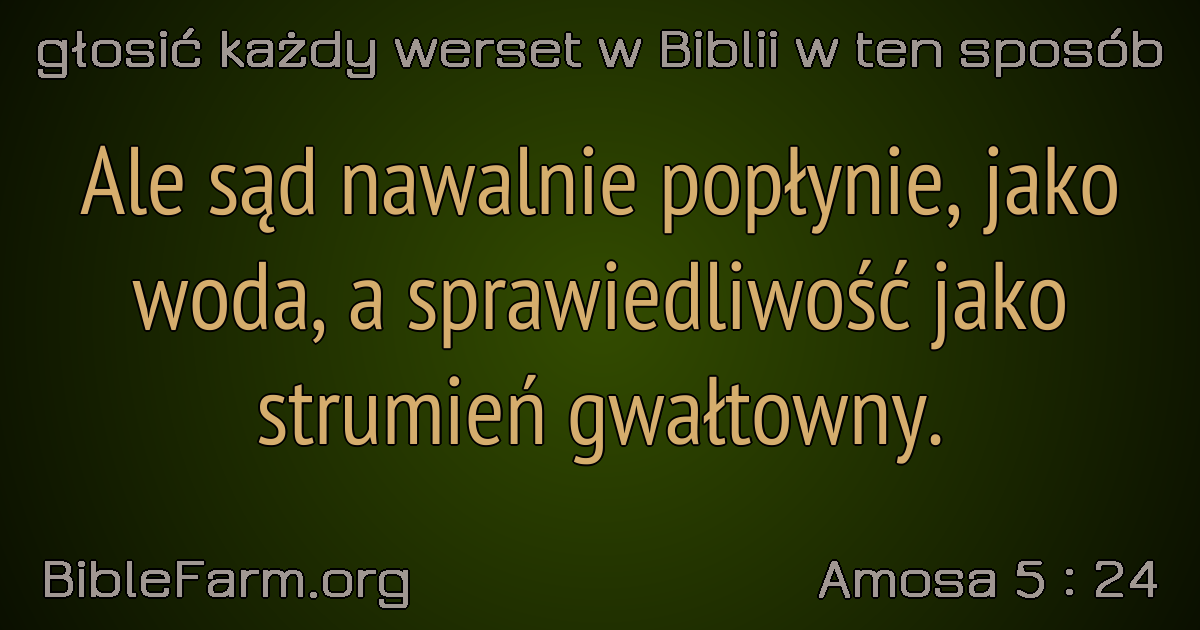 głosić każdy werset w Biblii w ten sposób
Ale sąd nawalnie popłynie, jako
woda, a sprawiedliwość jako
strumień gwałtowny.
BibleFarm.org
Amosa 5 : 24